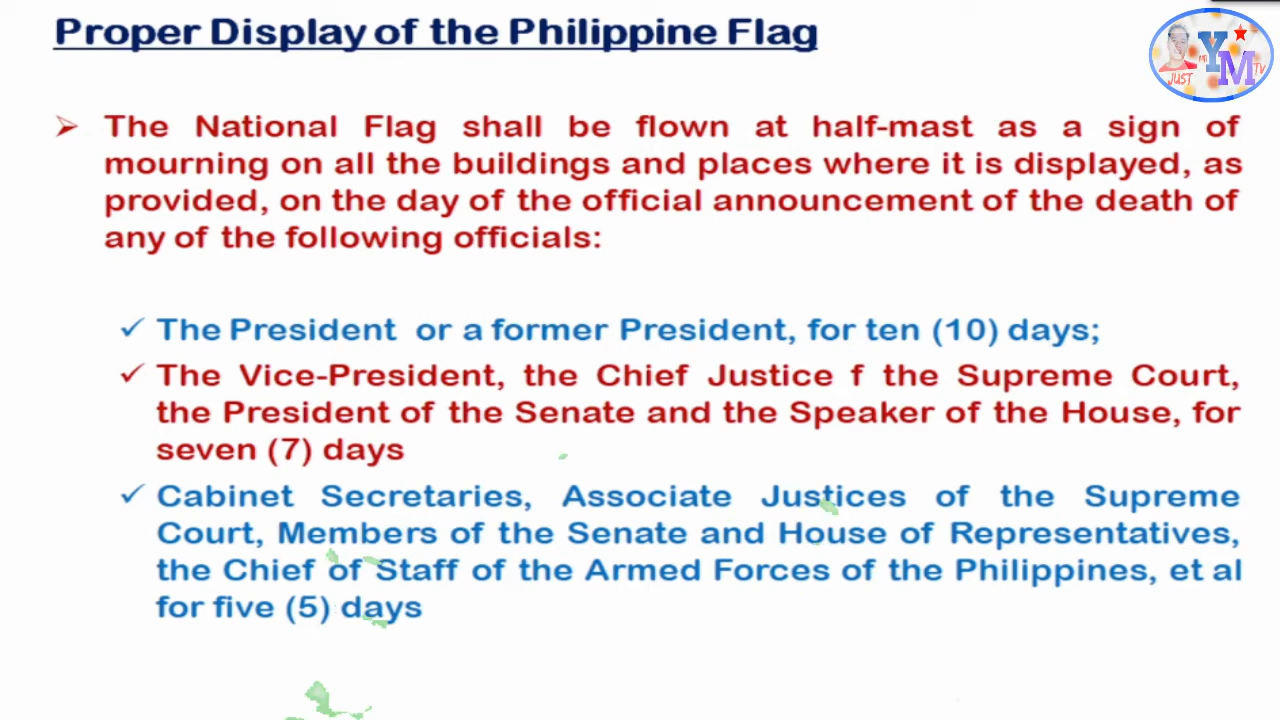 Proper Display of the Philippine Flag
The National Flag shall be flown at half-mast as a sign of
mourning on all the buildings and places where it is displayed, as
provided, on the day of the official announcement of the death of
any of the following officials:
The President or a former President, for ten (10) days;
The Vice-President, the Chief Justice f the Supreme Court,
the President of the Senate and the Speaker of the House, for
seven (7) days
Cabinet Secretaries, Associate Justices of the Supreme
Court, Members of the Senate and House of Representatives,
the Chief of Staff of the Armed Forces of the Philippines, et al
for five (5) days
JUST YM TV